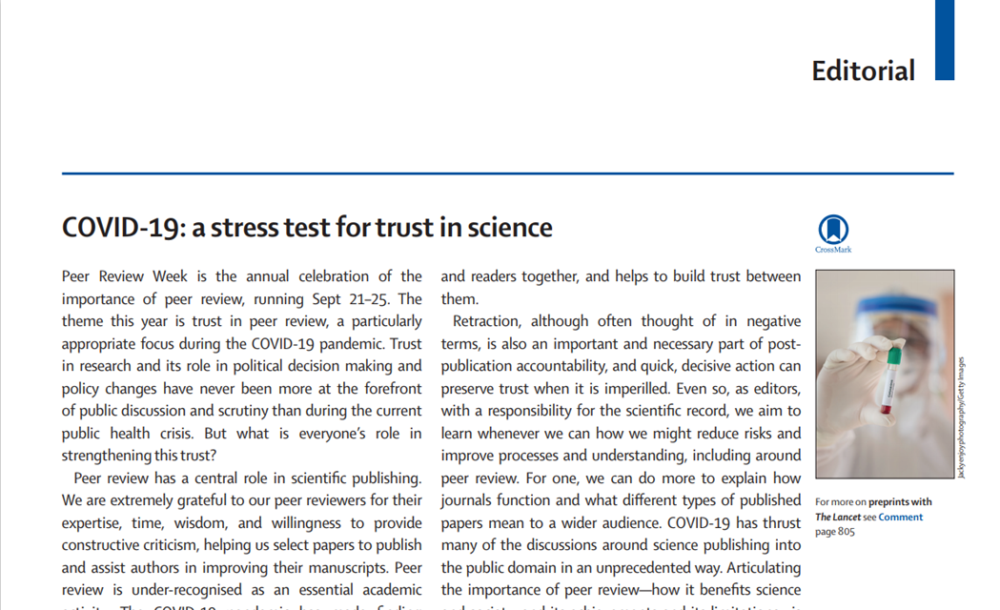 Editorial
COVID-19: a stress test for trust in science
Peer Review Week is the annual celebration of the
importance of peer review, running Sept 21–25. The
theme this year is trust in peer review, a particularly
appropriate focus during the COVID-19 pandemic. Trust
in research and its role in political decision making and
policy changes have never been more at the forefront
of public discussion and scrutiny than during the current
public health crisis. But what is everyone’s role in
strengthening this trust?
Peer review has a central role in scientific publishing.
We are extremely grateful to our peer reviewers for their
expertise, time, wisdom, and willingness to provide
constructive criticism, helping us select papers to publish
and assist authors in improving their manuscripts. Peer
review is under-recognised as an essential academic
and readers together, and helps to build trust between
them.
Retraction, although often thought of in negative
terms, is also an important and necessary part of post-
publication accountability, and quick, decisive action can
preserve trust when it is imperilled. Even so, as editors,
with a responsibility for the scientific record, we aim to
learn whenever we can how we might reduce risks and
improve processes and understanding, including around
peer review. For one, we can do more to explain how
journals function and what different types of published
papers mean to a wider audience. COVID-19 has thrust
many of the discussions around science publishing into
the public domain in an unprecedented way. Articulating
the importance of peer review—how it benefits science
CrossMark
Jackyenjoyphotography/Getty Images
For more on preprints with
The Lancet see Comment
page 805